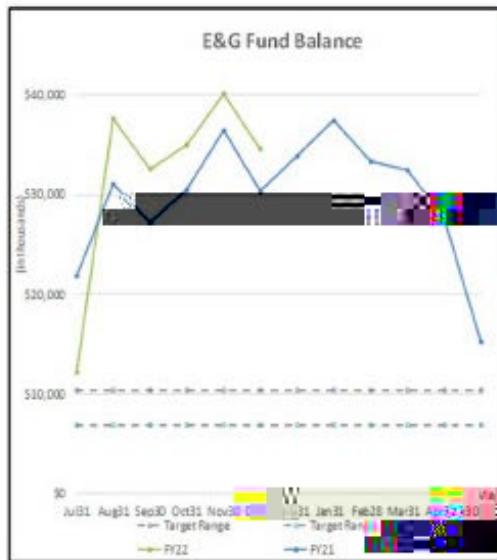 E&G Fund Balance
$40,000
$30,000
(in thousands)
$20,000
$10,000
$0
Jul31 Aug31 Sep30 Oct31 Nov30 Jan31 Feb28 Mar31
Target Range Target
FY22 FY21